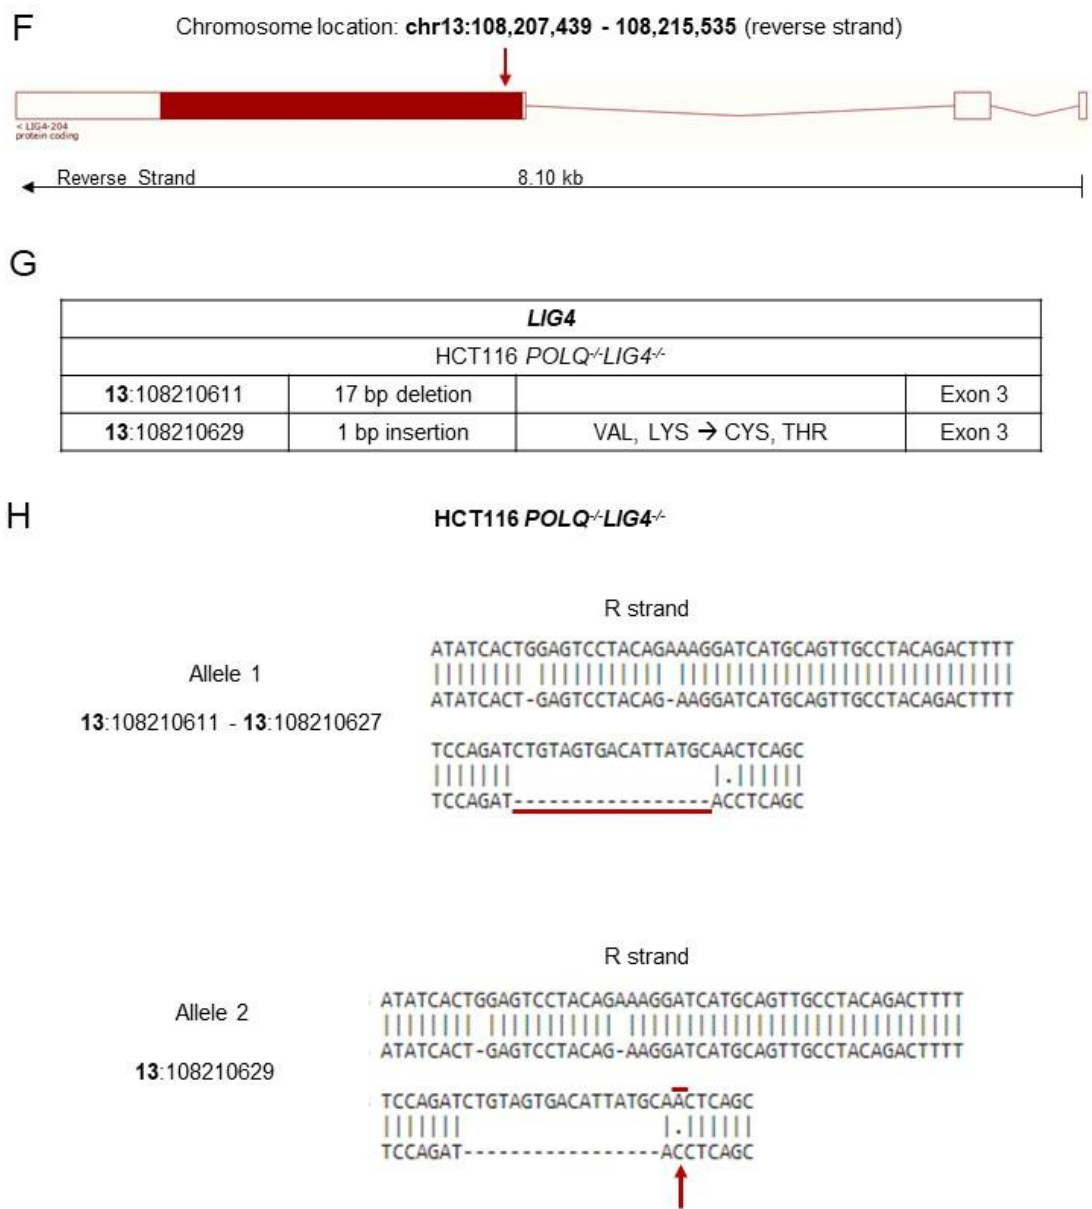 F
Chromosome location: chr13:108,207,439 - 108,215,535 (reverse strand)
< LIG4-204
protein coding
Reverse Strand 8.10 kb
G
LIG4
HCT116 POLQ-/-LIG4-/-
13:108210611 17 bp deletion Exon 3
13:108210629 1 bp insertion VAL, LYS → CYS, THR Exon 3
H
HCT116 POLQ-/-LIG4-/-
R strand
Allele 1
13:108210611 - 13:108210627
ATATCACTGGAGTCCTACAGAAAGGATCATGCAGTTGCCTACAGACTTTT
|||||||| ||||||||||| |||||||||||||||||||||||||||||
ATATCACT-GAGTCCTACAG-AAGGATCATGCAGTTGCCTACAGACTTTT
TCCAGATCTGTAGTGACATTATGCAACTCAGC
||||||| |.||||||
TCCAGAT-----------------ACCTCAGC
R strand
Allele 2
13:108210629
ATATCACTGGAGTCCTACAGAAAGGATCATGCAGTTGCCTACAGACTTTT
|||||||| ||||||||||| |||||||||||||||||||||||||||||
ATATCACT-GAGTCCTACAG-AAGGATCATGCAGTTGCCTACAGACTTTT
TCCAGATCTGTAGTGACATTATGCAACTCAGC
||||||| |.||||||
TCCAGAT-----------------ACCTCAGC